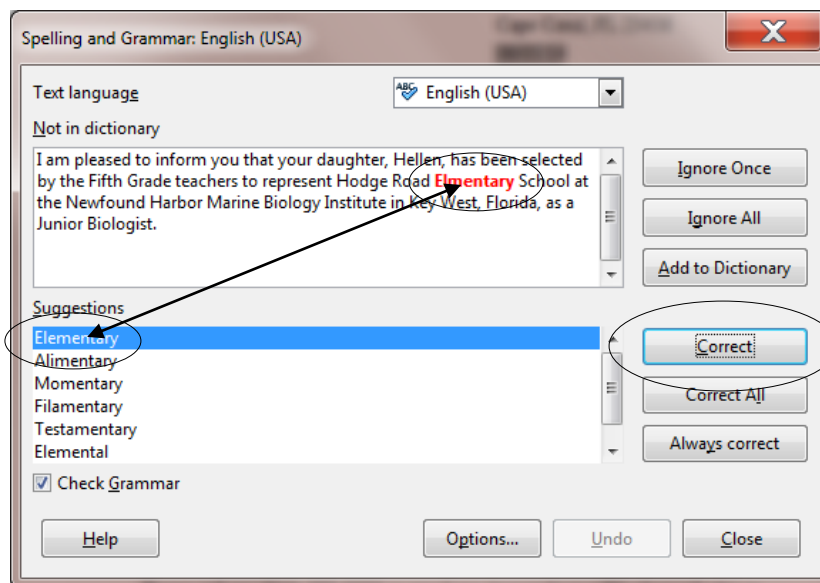 Spelling and Grammar: English (USA)
Text language
ABC English (USA)
Not in dictionary
I am pleased to inform you that your daughter, Hellen, has been selected
by the Fifth Grade teachers to represent Hodge Road Elmentary School at
the Newfound Harbor Marine Biology Institute in Key West, Florida, as a
Junior Biologist.
Ignore Once
Ignore All
Add to Dictionary
Suggestions
Elementary
Alimentary
Momentary
Filamentary
Testamentary
Elemental
Correct
Correct All
Always correct
Check Grammar
Help
Options...
Undo
Close